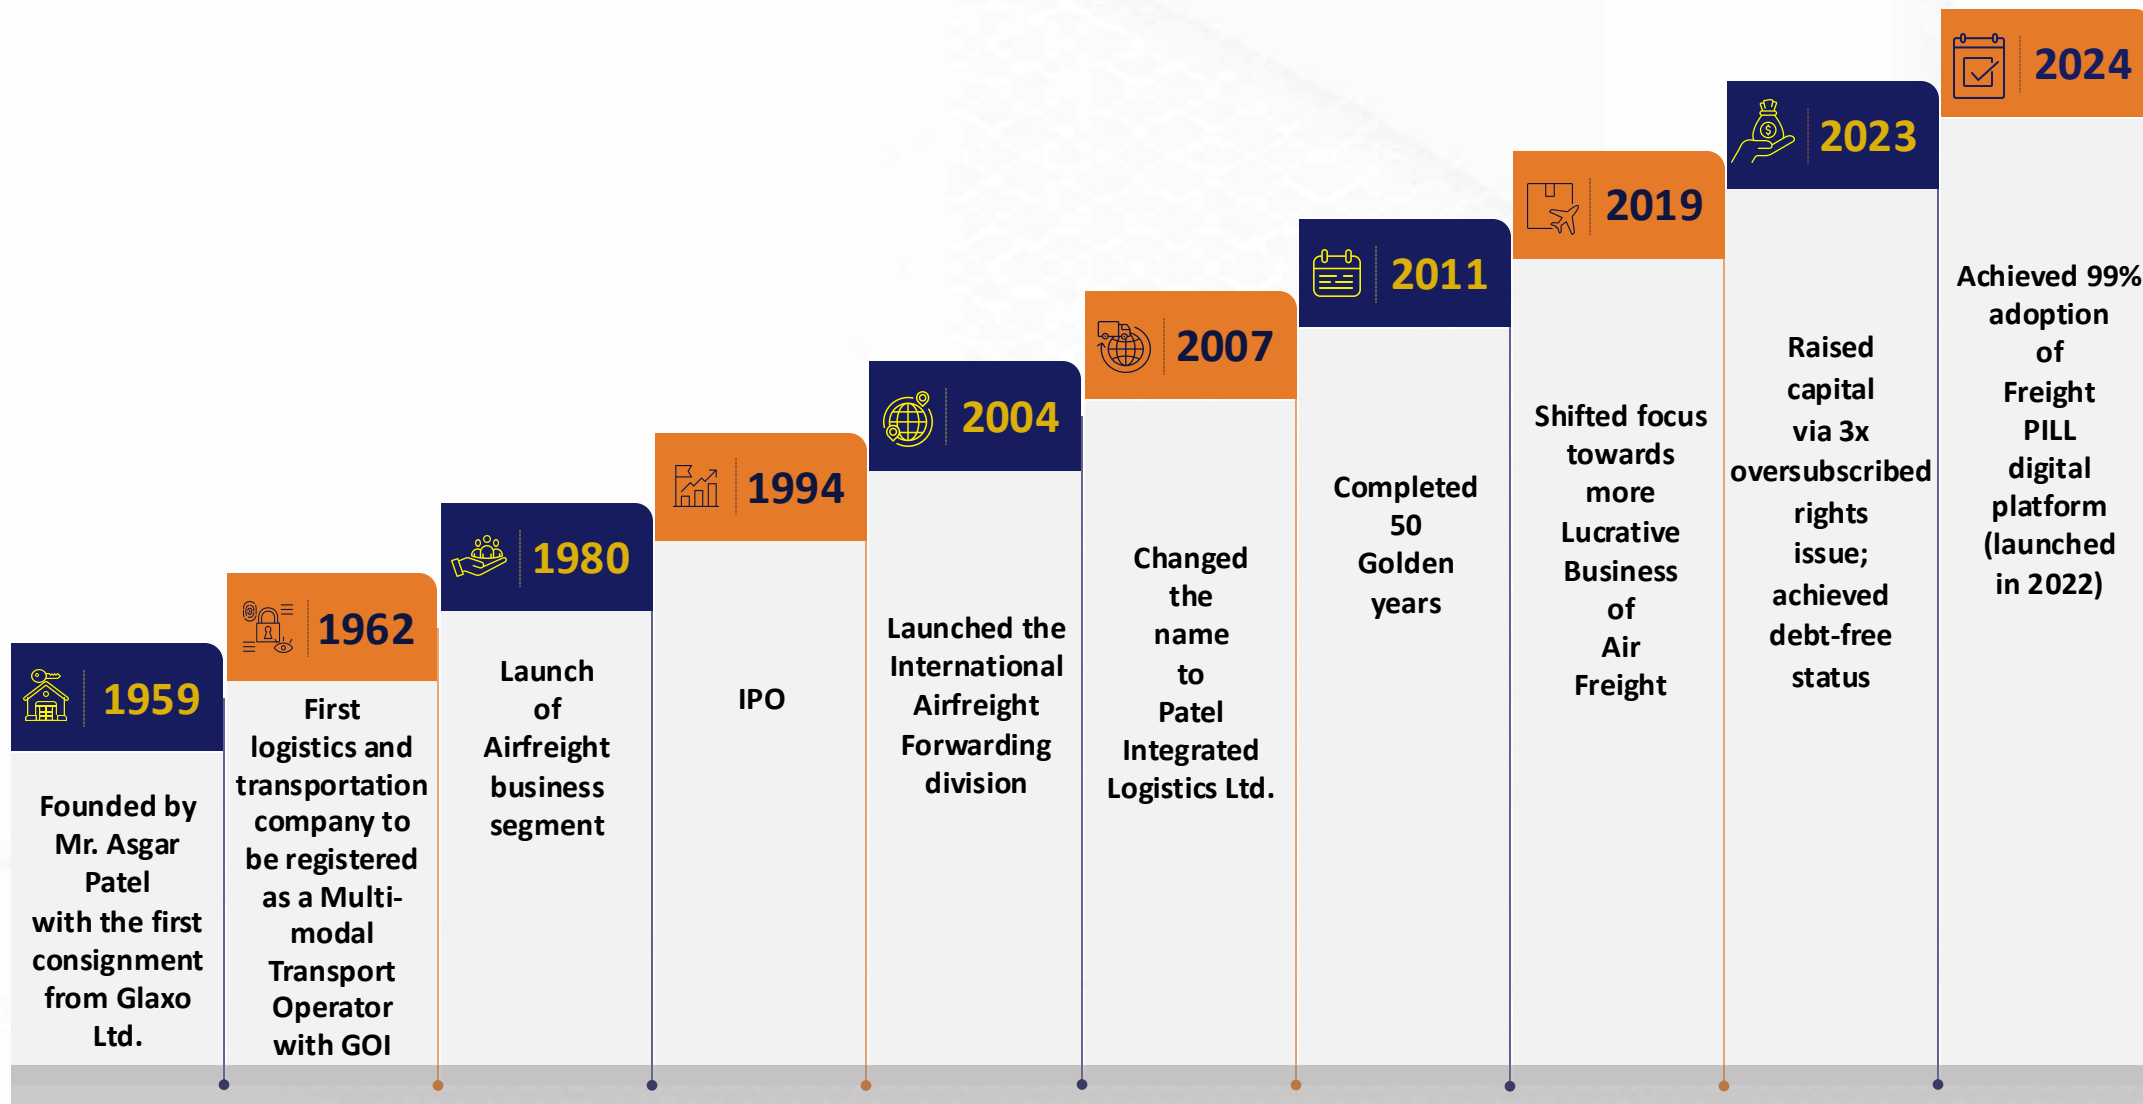 1959
Founded by
Mr. Asgar
Patel
with the first
consignment
from Glaxo
Ltd.
1962
First
logistics and
transportation
company to
be registered
as a Multi-
modal
Transport
Operator
with GOI
1980
Launch
of
Airfreight
business
segment
1994
IPO
2004
Launched the
International
Airfreight
Forwarding
division
2007
Changed
the
name
to
Patel
Integrated
Logistics Ltd.
2011
Completed
50
Golden
years
2019
Shifted focus
towards
more
Lucrative
Business
of
Air
Freight
2023
Raised
capital
via 3x
oversubscribed
rights
issue;
achieved
debt-free
status
2024
Achieved 99%
adoption
of
Freight
PILL
digital
platform
(launched
in 2022)